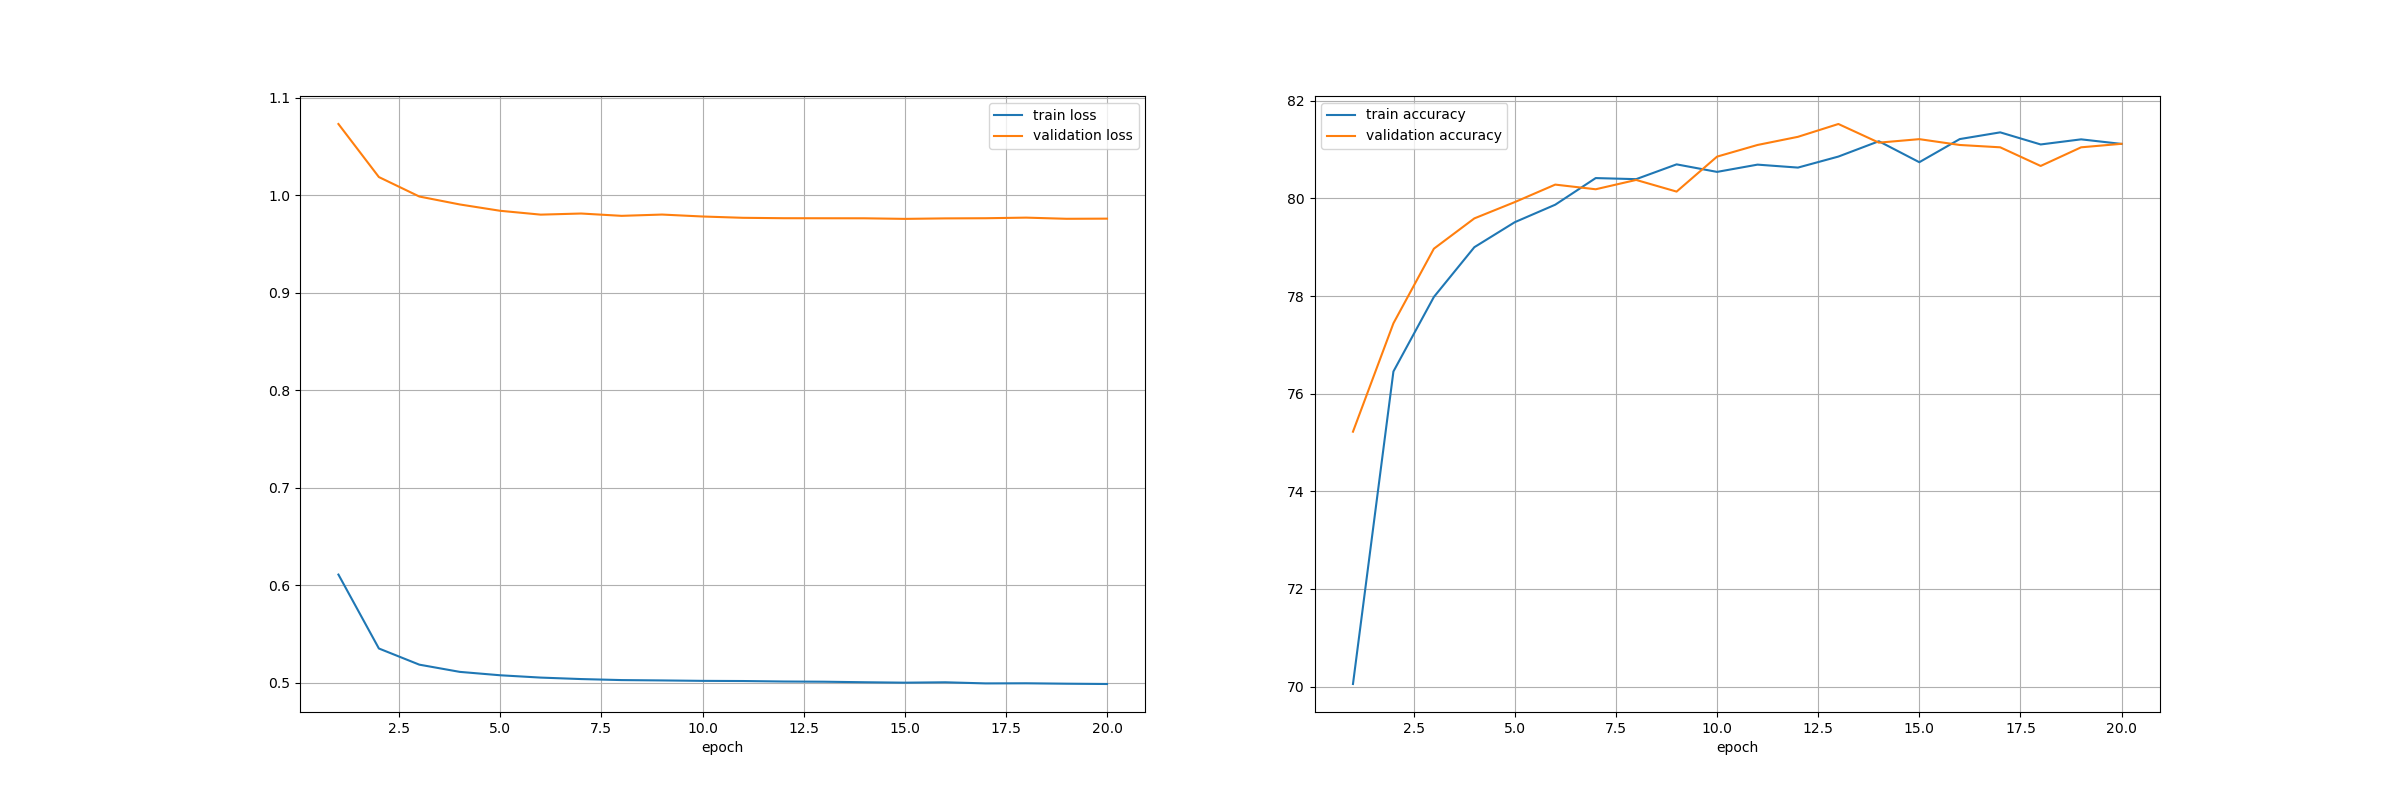 1.1
1.0
0.9
0.8
0.7
0.6
0.5
train loss
validation loss
2.5 5.0 7.5 10.0 12.5 15.0 17.5 20.0
epoch
82
80
78
76
74
72
70
train accuracy
validation accuracy
2.5 5.0 7.5 10.0 12.5 15.0 17.5 20.0
epoch